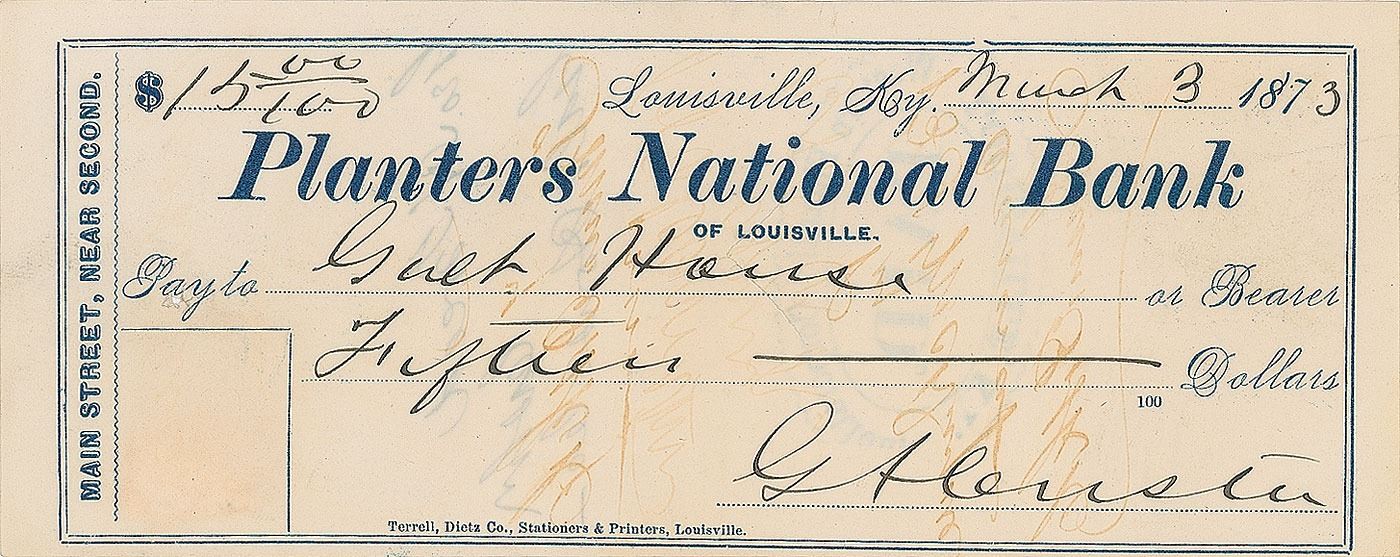 MAIN STREET, NEAR SECOND.
$15 00/100 Louisville, Ky. March 3 1873
Planters National Bank
OF LOUISVILLE.
Pay to Galt House or Bearer
Fifteen Dollars
100
G A Custer
Terrell, Dietz Co., Stationers & Printers, Louisville.